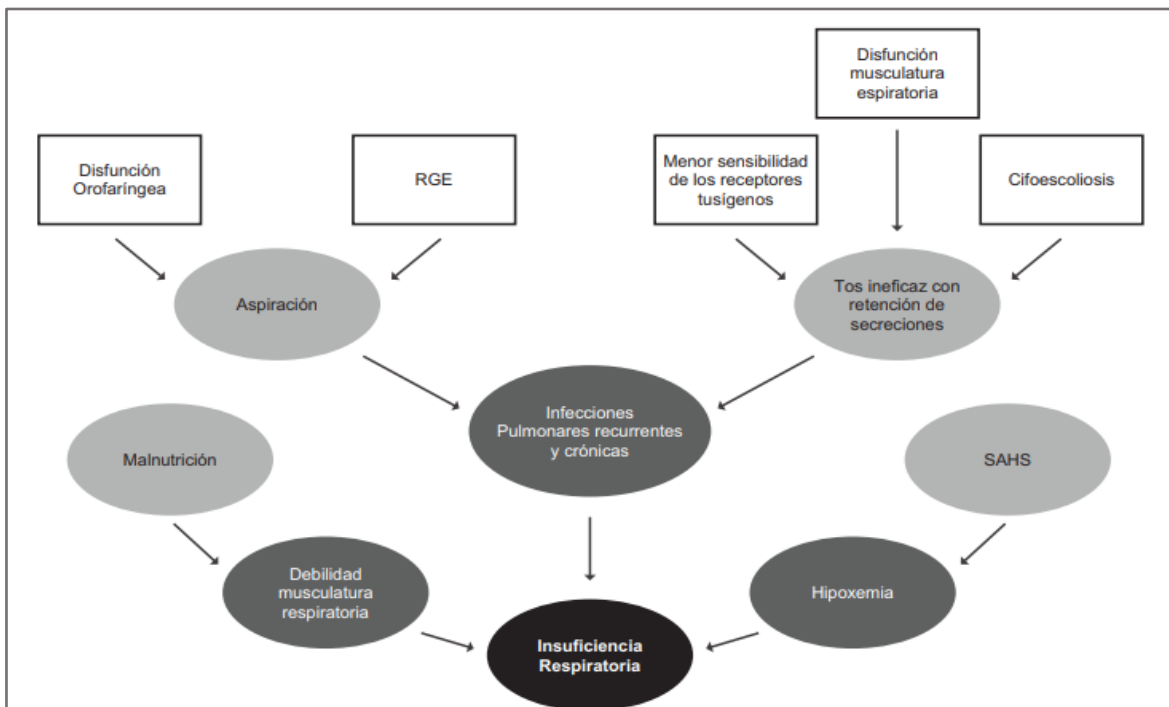 Disfunción
musculatura
espiratoria
Disfunción
Orofaríngea
RGE
Menor sensibilidad
de los receptores
tusígenos
Cifoescoliosis
Aspiración
Tos ineficaz con
retención de
secreciones
Infecciones
Pulmonares recurrentes
y crónicas
Malnutrición
SAHS
Debilidad
musculatura
respiratoria
Hipoxemia
Insuficiencia
Respiratoria